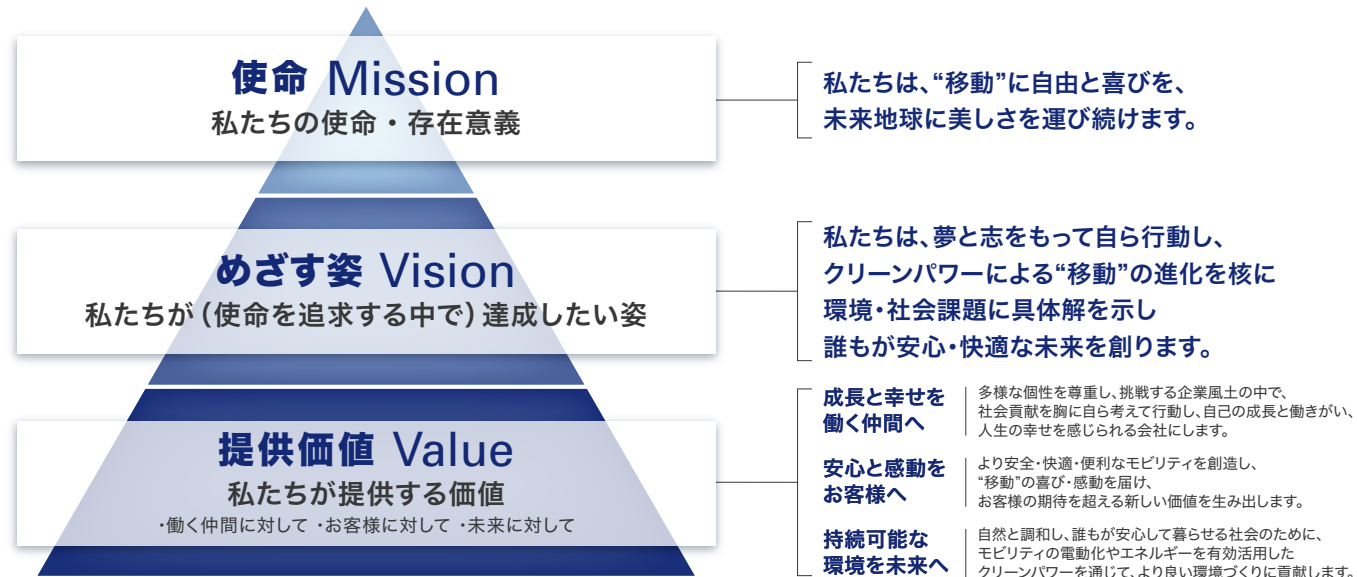 使命 Mission
私たちの使命・存在意義
私たちは、“移動”に自由と喜びを、
未来地球に美しさを運び続けます。
めざす姿 Vision
私たちが(使命を追求する中で)達成したい姿
私たちは、夢と志をもって自ら行動し、
クリーンパワーによる“移動”の進化を核に
環境・社会課題に具体解を示し
誰もが安心・快適な未来を創ります。
提供価値 Value
私たちが提供する価値
・働く仲間に対して ・お客様に対して ・未来に対して
成長と幸せを
働く仲間へ
多様な個性を尊重し、挑戦する企業風土の中で、
社会貢献を胸に自ら考えて行動し、自己の成長と働きがい、
人生の幸せを感じられる会社にします。
安心と感動を
お客様へ
より安全・快適・便利なモビリティを創造し、
“移動”の喜び・感動を届け、
お客様の期待を超える新しい価値を生み出します。
持続可能な
環境を未来へ
自然と調和し、誰もが安心して暮らせる社会のために、
モビリティの電動化やエネルギーを有効活用した
クリーンパワーを通じて、より良い環境づくりに貢献します。